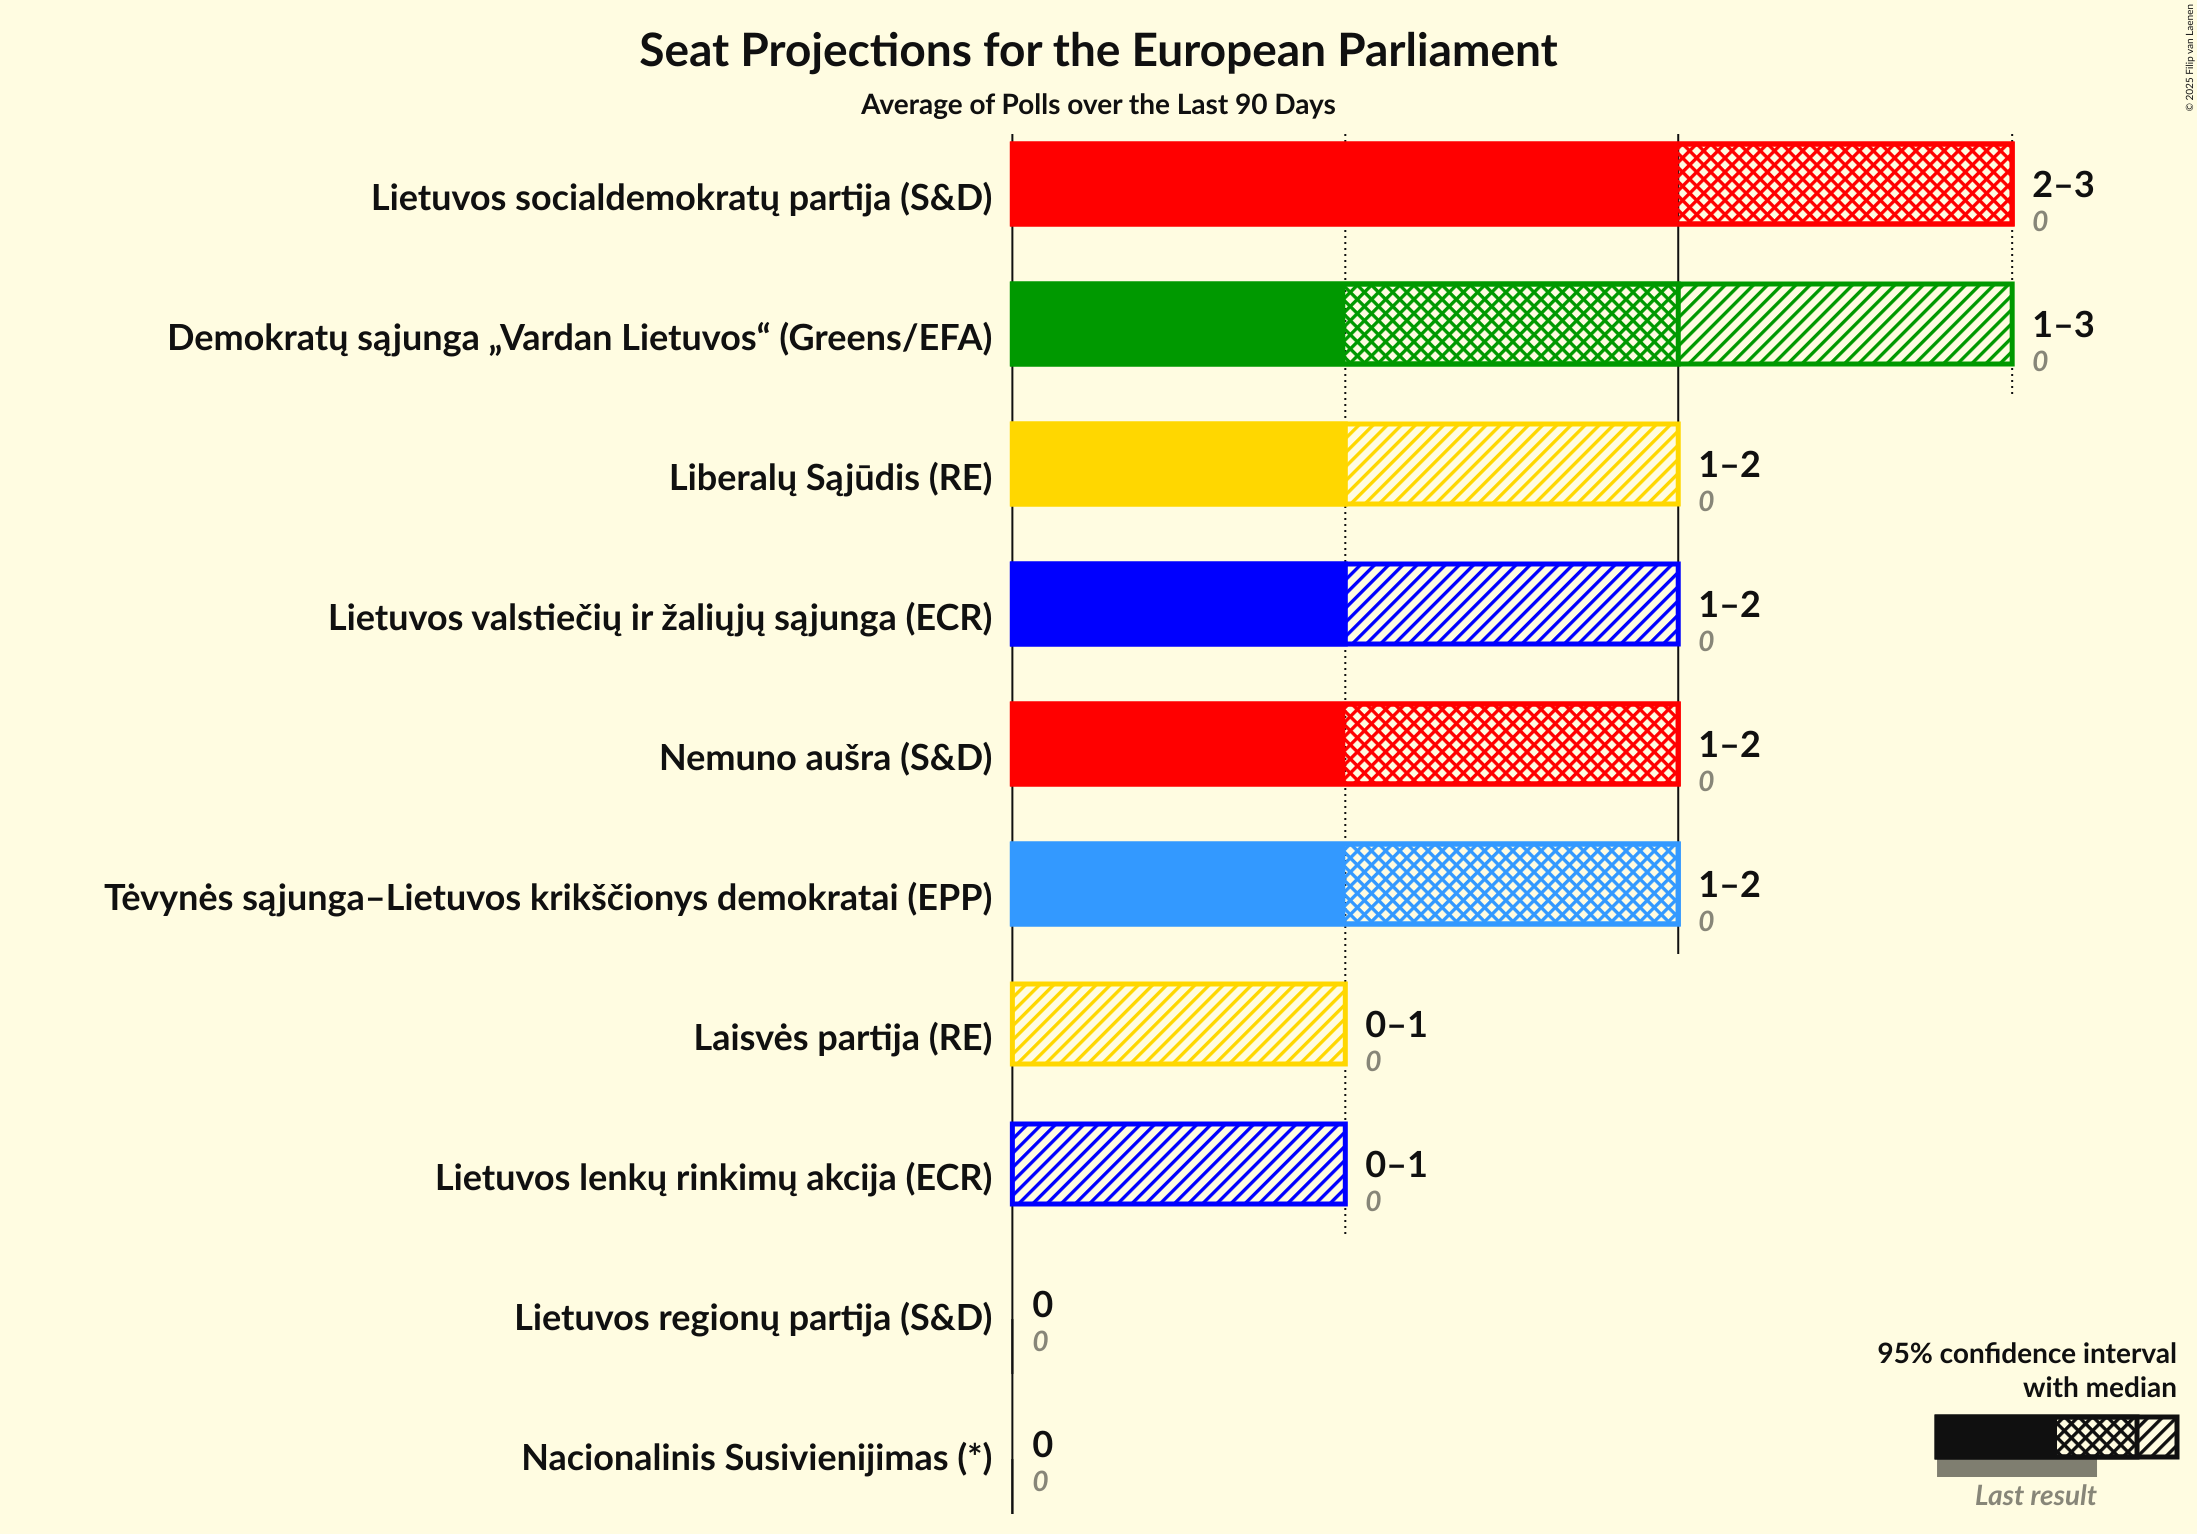 Seat Projections for the European Parliament
Average of Polls over the Last 90 Days
© 2025 Filip van Laenen
Lietuvos socialdemokratų partija (S&D)
2–3
0
Demokratų sąjunga „Vardan Lietuvos“ (Greens/EFA)
1–3
0
Liberalų Sąjūdis (RE)
1–2
0
Lietuvos valstiečių ir žaliųjų sąjunga (ECR)
1–2
0
Nemuno aušra (S&D)
1–2
0
Tėvynės sąjunga–Lietuvos krikščionys demokratai (EPP)
1–2
0
Laisvės partija (RE)
0–1
0
Lietuvos lenkų rinkimų akcija (ECR)
0–1
0
Lietuvos regionų partija (S&D)
0
0
Nacionalinis Susivienijimas (*)
0
0
95% confidence interval
with median
Last result